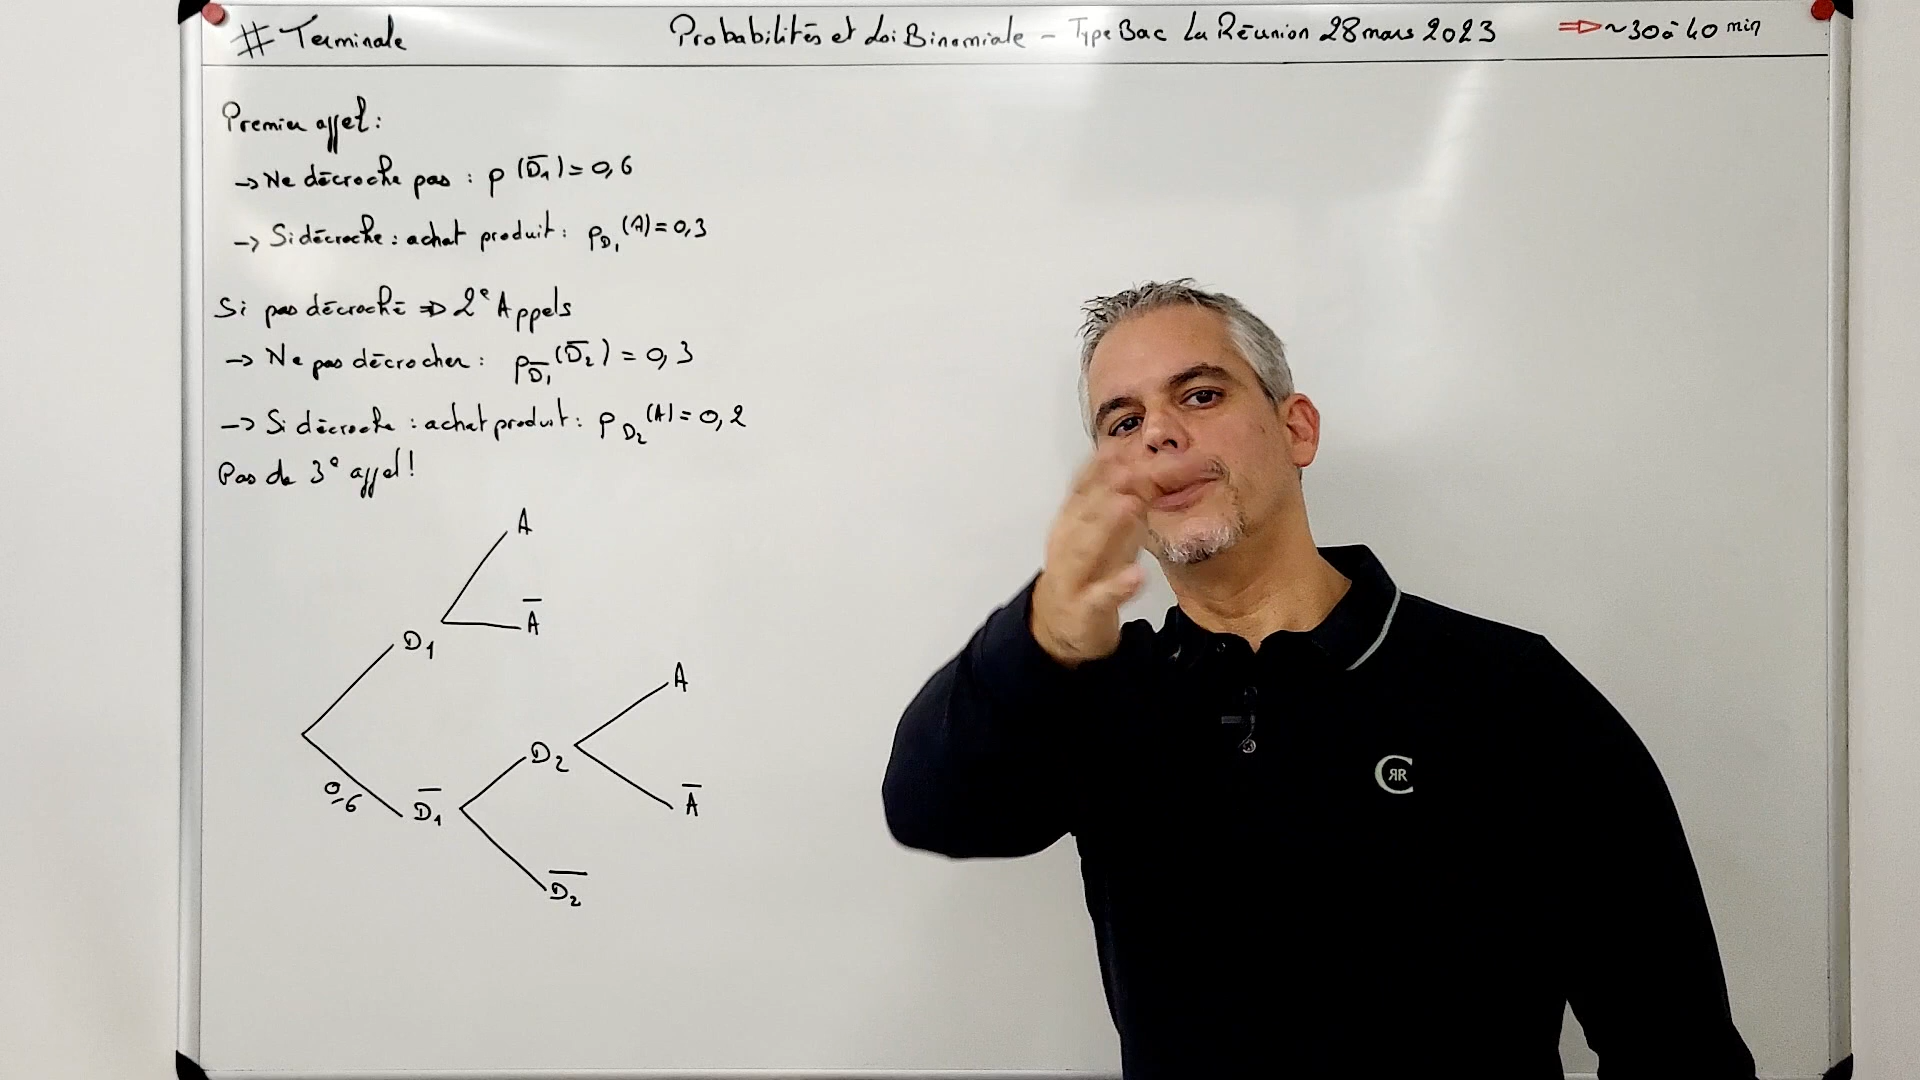 # Terminale
Probabilités et Loi Binomiale - Type Bac La Réunion 28 mars 2023 ⇒ ~30 à 40 min
Premier appel :
→ Ne décroche pas : p(D̅₁) = 0,6
→ Si décroche : achat produit : p_D₁(A) = 0,3
Si pas décroché ⇒ 2e Appels
→ Ne pas décrocher : p_D̅₁(D̅₂) = 0,3
→ Si décroche : achat produit : p_D₂(A) = 0,2
Pas de 3e appel !
A
A̅
D₁
A
D₂
A̅
0,6
D̅₁
D̅₂
CRR